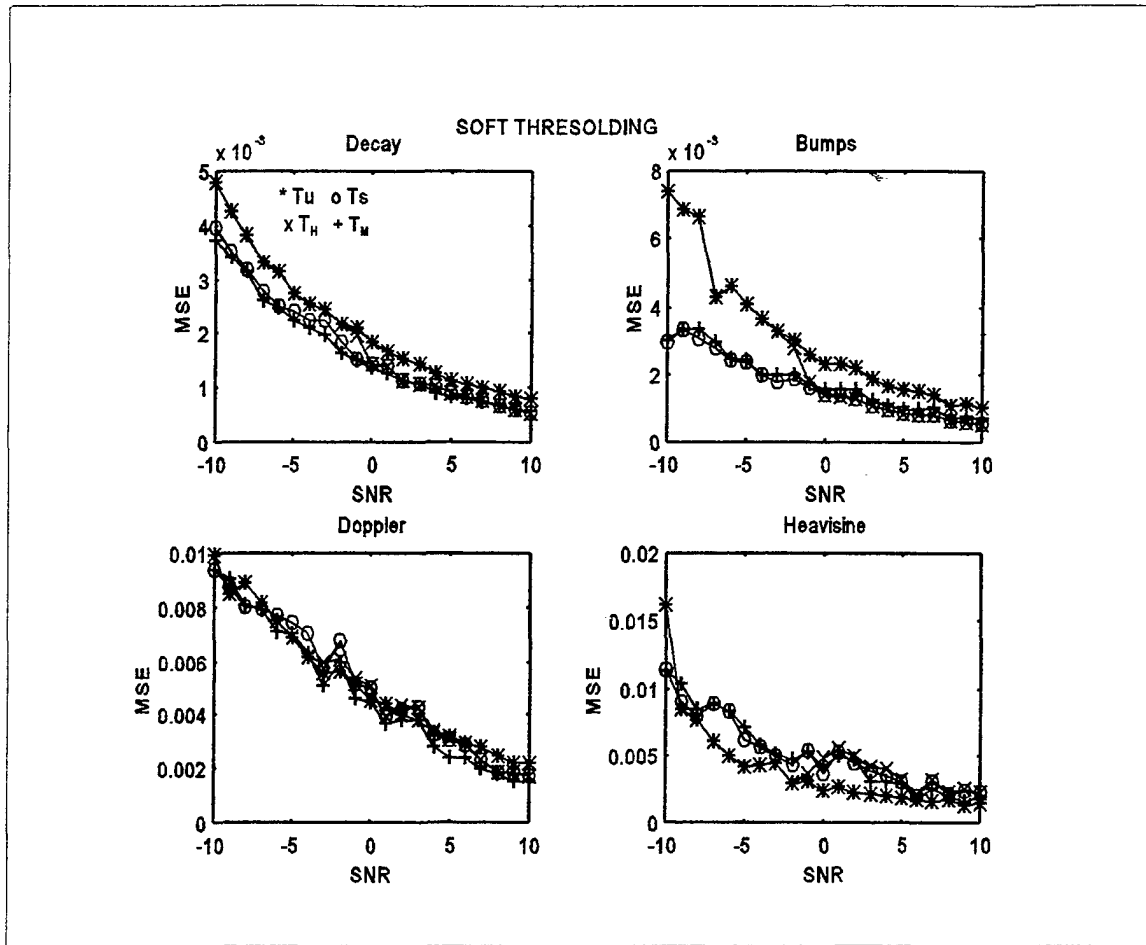 SOFT THRESOLDING
Decay
x 10⁻³
5
4
3
2
1
0
MSE
* Tu o Ts
x T_H + T_M
-10 -5 0 5 10
SNR
Bumps
x 10⁻³
8
6
4
2
0
MSE
-10 -5 0 5 10
SNR
Doppler
0.01
0.008
0.006
0.004
0.002
0
MSE
-10 -5 0 5 10
SNR
Heavisine
0.02
0.015
0.01
0.005
0
MSE
-10 -5 0 5 10
SNR